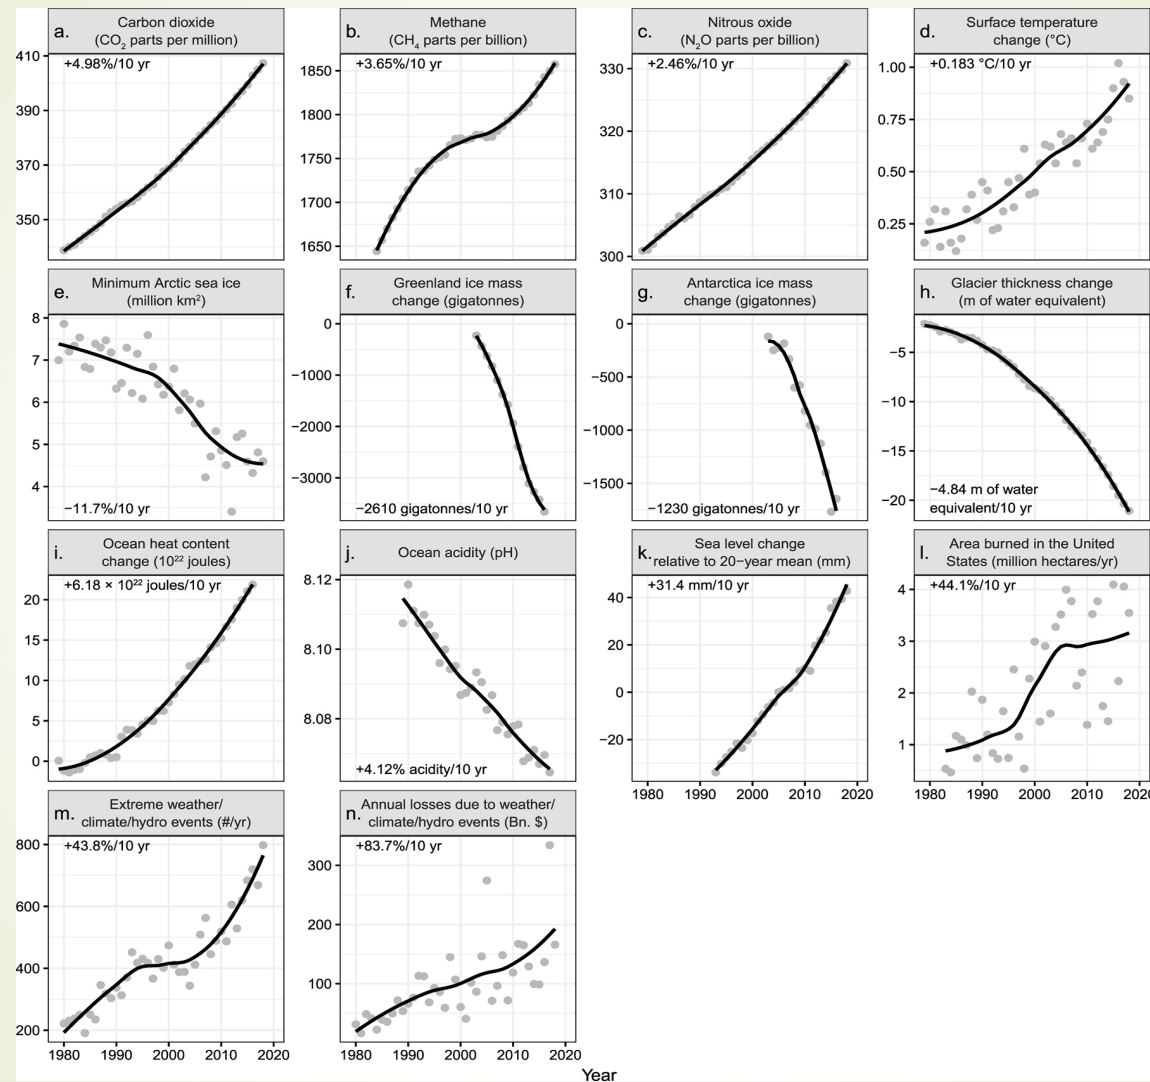 a.
Carbon dioxide
(CO₂ parts per million)
+4.98%/10 yr
410
390
370
350
b.
Methane
(CH₄ parts per billion)
+3.65%/10 yr
1850
1800
1750
1700
1650
c.
Nitrous oxide
(N₂O parts per billion)
+2.46%/10 yr
330
320
310
300
d.
Surface temperature
change (°C)
+0.183 °C/10 yr
1.00
0.75
0.50
0.25
e.
Minimum Arctic sea ice
(million km²)
8
7
6
5
4
−11.7%/10 yr
f.
Greenland ice mass
change (gigatonnes)
0
−1000
−2000
−3000
−2610 gigatonnes/10 yr
g.
Antarctica ice mass
change (gigatonnes)
0
−500
−1000
−1500
−1230 gigatonnes/10 yr
h.
Glacier thickness change
(m of water equivalent)
−5
−10
−15
−20
−4.84 m of water
equivalent/10 yr
i.
Ocean heat content
change (10²² joules)
+6.18 × 10²² joules/10 yr
20
15
10
5
0
j.
Ocean acidity (pH)
8.12
8.10
8.08
+4.12% acidity/10 yr
k.
Sea level change
relative to 20−year mean (mm)
+31.4 mm/10 yr
40
20
0
−20
1980 1990 2000 2010 2020
l.
Area burned in the United
States (million hectares/yr)
+44.1%/10 yr
4
3
2
1
1980 1990 2000 2010 2020
m.
Extreme weather/
climate/hydro events (#/yr)
+43.8%/10 yr
800
600
400
200
1980 1990 2000 2010 2020
n.
Annual losses due to weather/
climate/hydro events (Bn. $)
+83.7%/10 yr
300
200
100
1980 1990 2000 2010 2020
Year